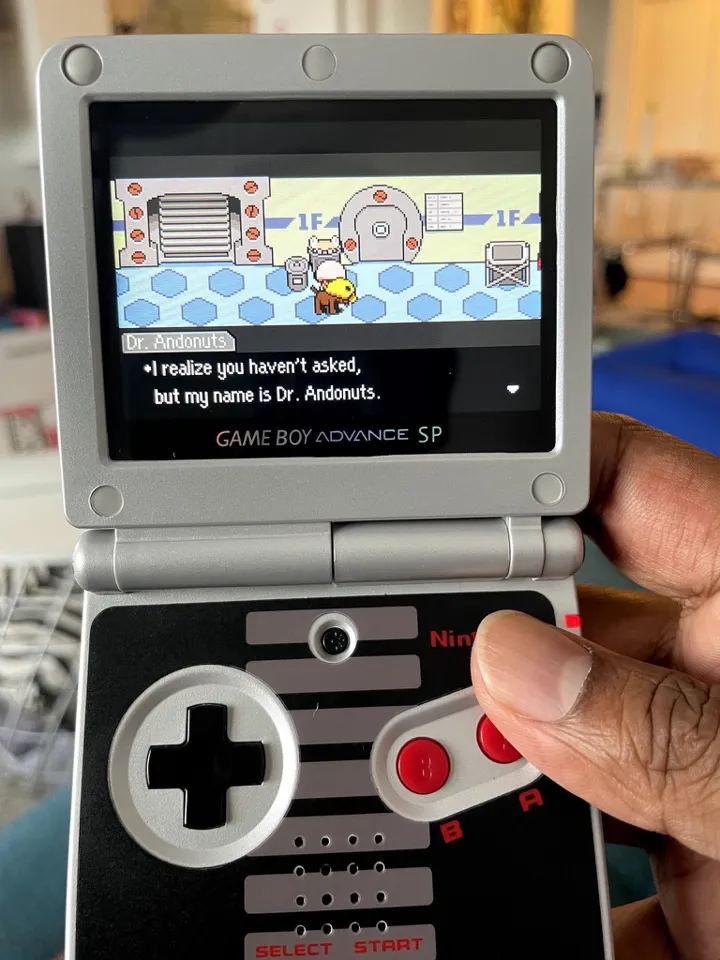 1F
1F
Dr. Andonuts
•I realize you haven't asked,
but my name is Dr. Andonuts.
GAME BOY ADVANCE SP
B
A
SELECT START